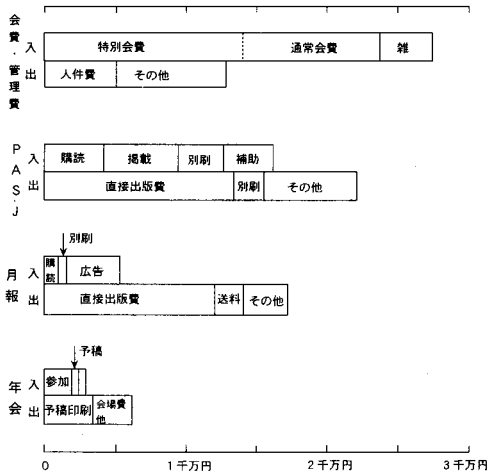 会費・管理費
入 特別会費 通常会費 雑
出 人件費 その他
PASJ
入 購読 掲載 別刷 補助
出 直接出版費 別刷 その他
別刷
月報
入 購読 広告
出 直接出版費 送料 その他
予稿
年会
入 参加
出 予稿印刷 会場費他
0 1千万円 2千万円 3千万円